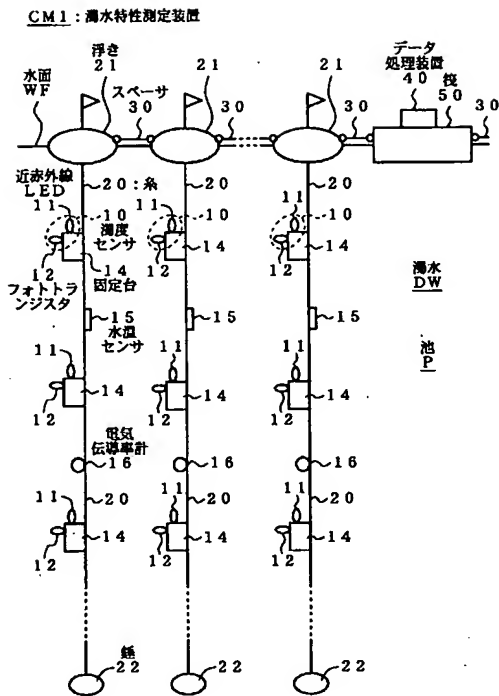 CM1：濁水特性測定装置
データ
処理装置
浮き
21
21
21
40
筏
水面
WF
スペーサ
30
30
30
50
30
近赤外線
LED
20：糸
20
20
11
10
11
10
11
10
濁度
センサ
14
14
14
12
12
12
濁水
DW
フォトトラ
ンジスタ
固定台
15
15
15
水温
センサ
池
P
11
11
11
14
14
14
12
12
12
電気
伝導率計
16
16
16
11
20
11
20
11
20
14
14
14
12
12
12
錘
22
22
22